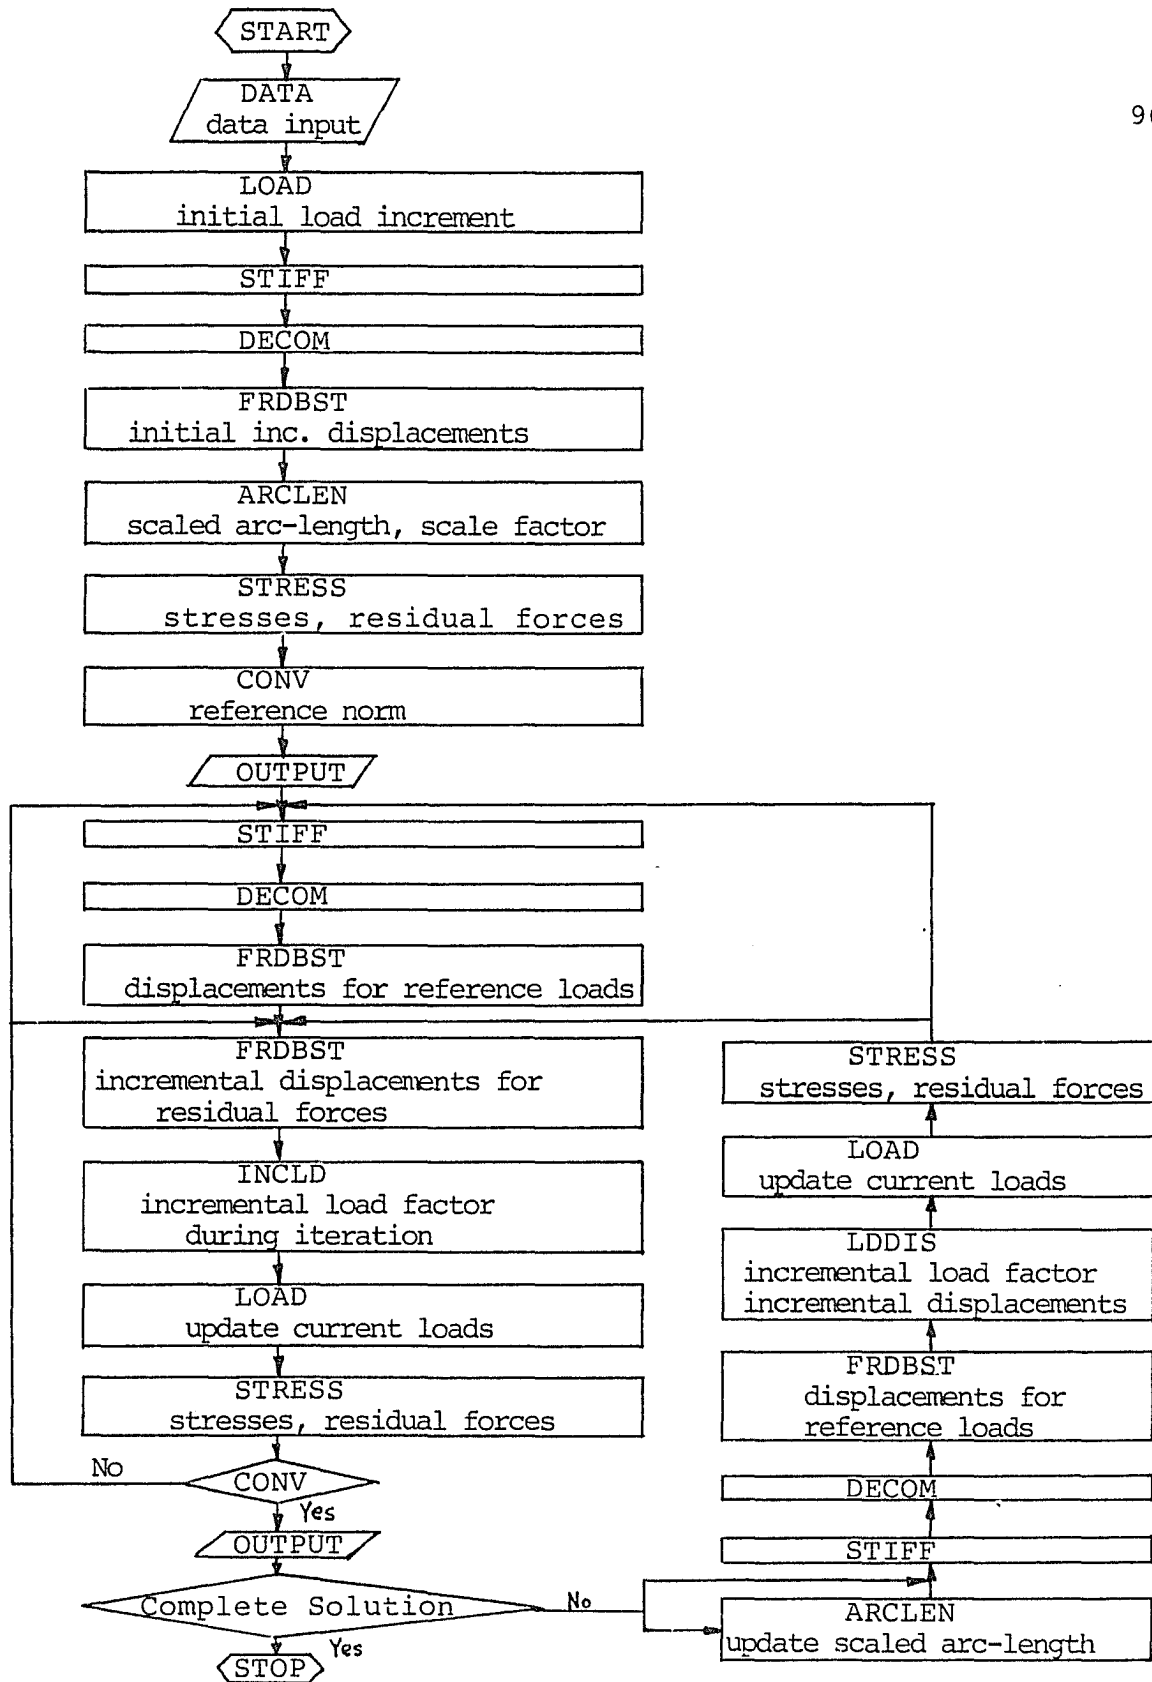 START
DATA
data input
9
LOAD
initial load increment
STIFF
DECOM
FRDBST
initial inc. displacements
ARCLEN
scaled arc-length, scale factor
STRESS
stresses, residual forces
CONV
reference norm
OUTPUT
STIFF
DECOM
FRDBST
displacements for reference loads
FRDBST
incremental displacements for
residual forces
INCLD
incremental load factor
during iteration
LOAD
update current loads
STRESS
stresses, residual forces
No
CONV
Yes
OUTPUT
Complete Solution
No
Yes
STOP
STRESS
stresses, residual forces
LOAD
update current loads
LDDIS
incremental load factor
incremental displacements
FRDBST
displacements for
reference loads
DECOM
STIFF
ARCLEN
update scaled arc-length